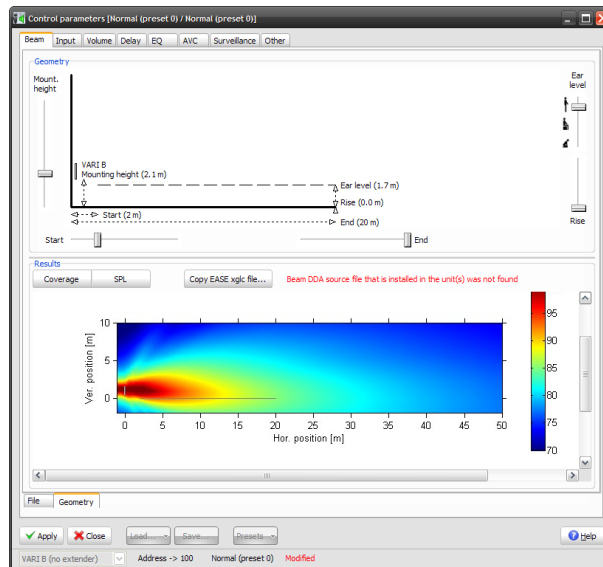 Control parameters [Normal (preset 0) / Normal (preset 0)]
Beam Input Volume Delay EQ AVC Surveillance Other
Geometry
Mount. height
Ear level
VARI B
Mounting height (2.1 m)
Ear level (1.7 m)
Rise (0.0 m)
Start (2 m)
End (20 m)
Rise
Start
End
Results
Coverage SPL Copy EASE xglc file... Beam DDA source file that is installed in the unit(s) was not found
Ver. position [m]
10
5
0
0 5 10 15 20 25 30 35 40 45 50
Hor. position [m]
95
90
85
80
75
70
File Geometry
Apply Close Load... Save... Presets Help
VARI B (no extender) Address -> 100 Normal (preset 0) Modified